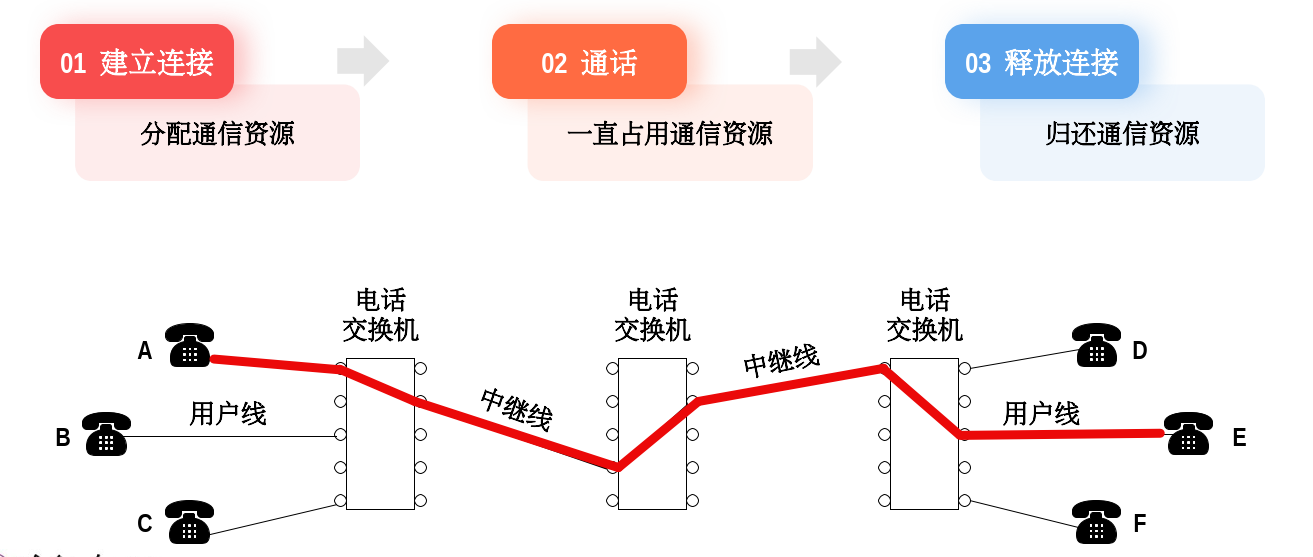 01 建立连接
02 通话
03 释放连接
分配通信资源
一直占用通信资源
归还通信资源
电话
交换机
电话
交换机
电话
交换机
A
B
C
用户线
中继线
中继线
用户线
D
E
F